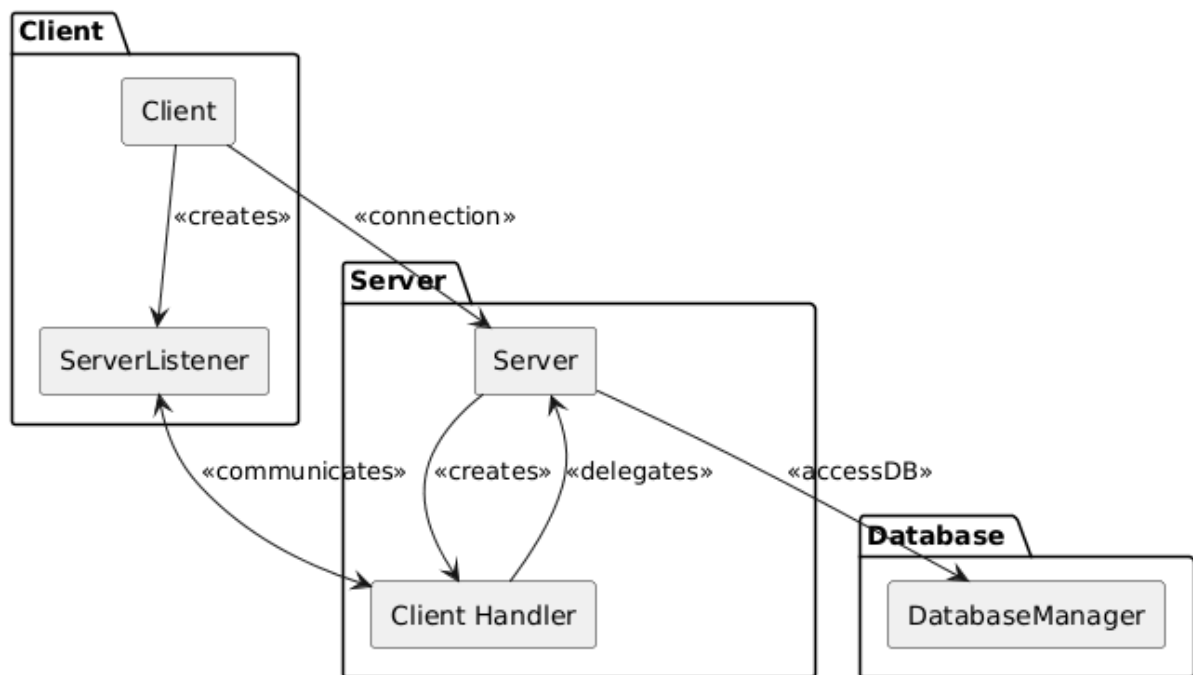 Client
Client
«creates»
«connection»
Server
ServerListener
Server
«communicates»
«creates»
«delegates»
«accessDB»
Database
Client Handler
DatabaseManager